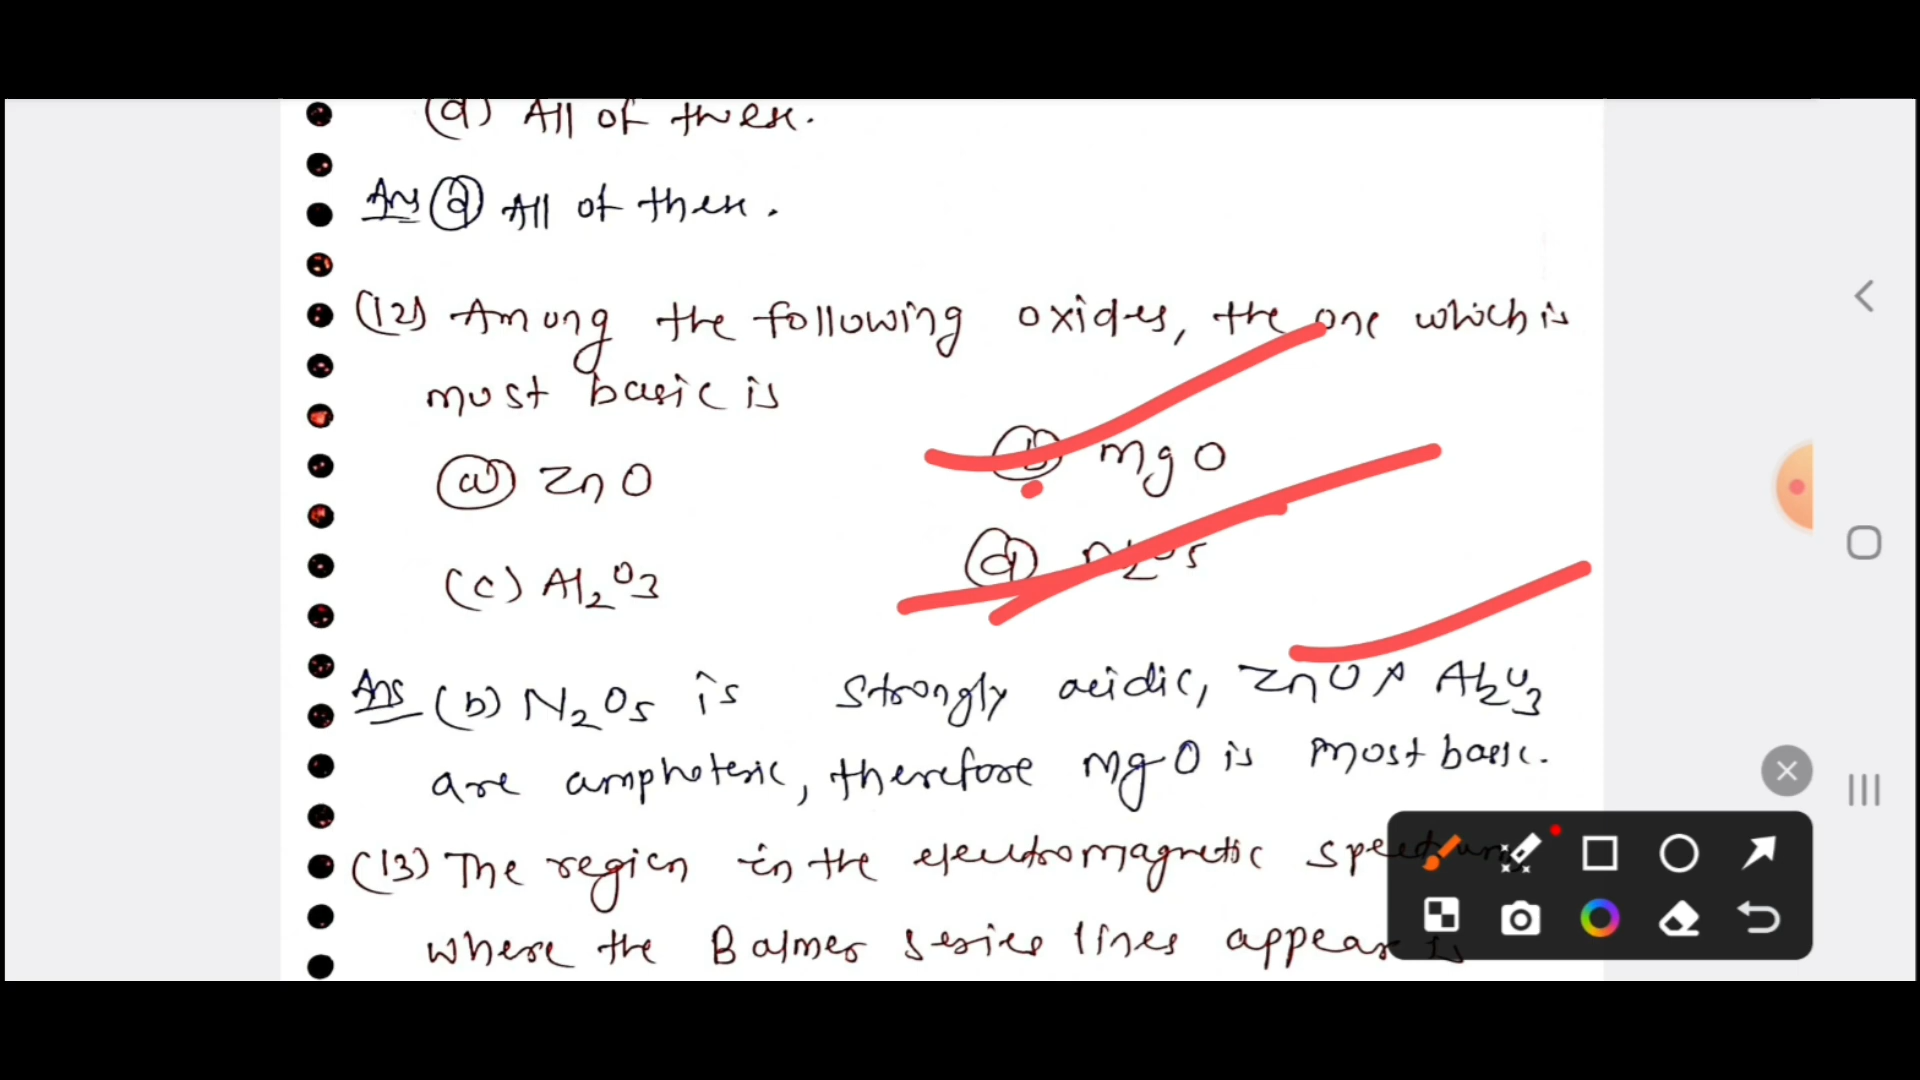 (d) All of these.
Ans (d) All of these.
(12) Among the following oxides, the one which is
most basic is
(a) ZnO (b) MgO
(c) Al2O3 (d) N2O5
Ans (b) N2O5 is strongly acidic, ZnO & Al2O3
are amphoteric, therefore MgO is most basic.
(13) The region in the electromagnetic spectrum
where the Balmer series lines appear is